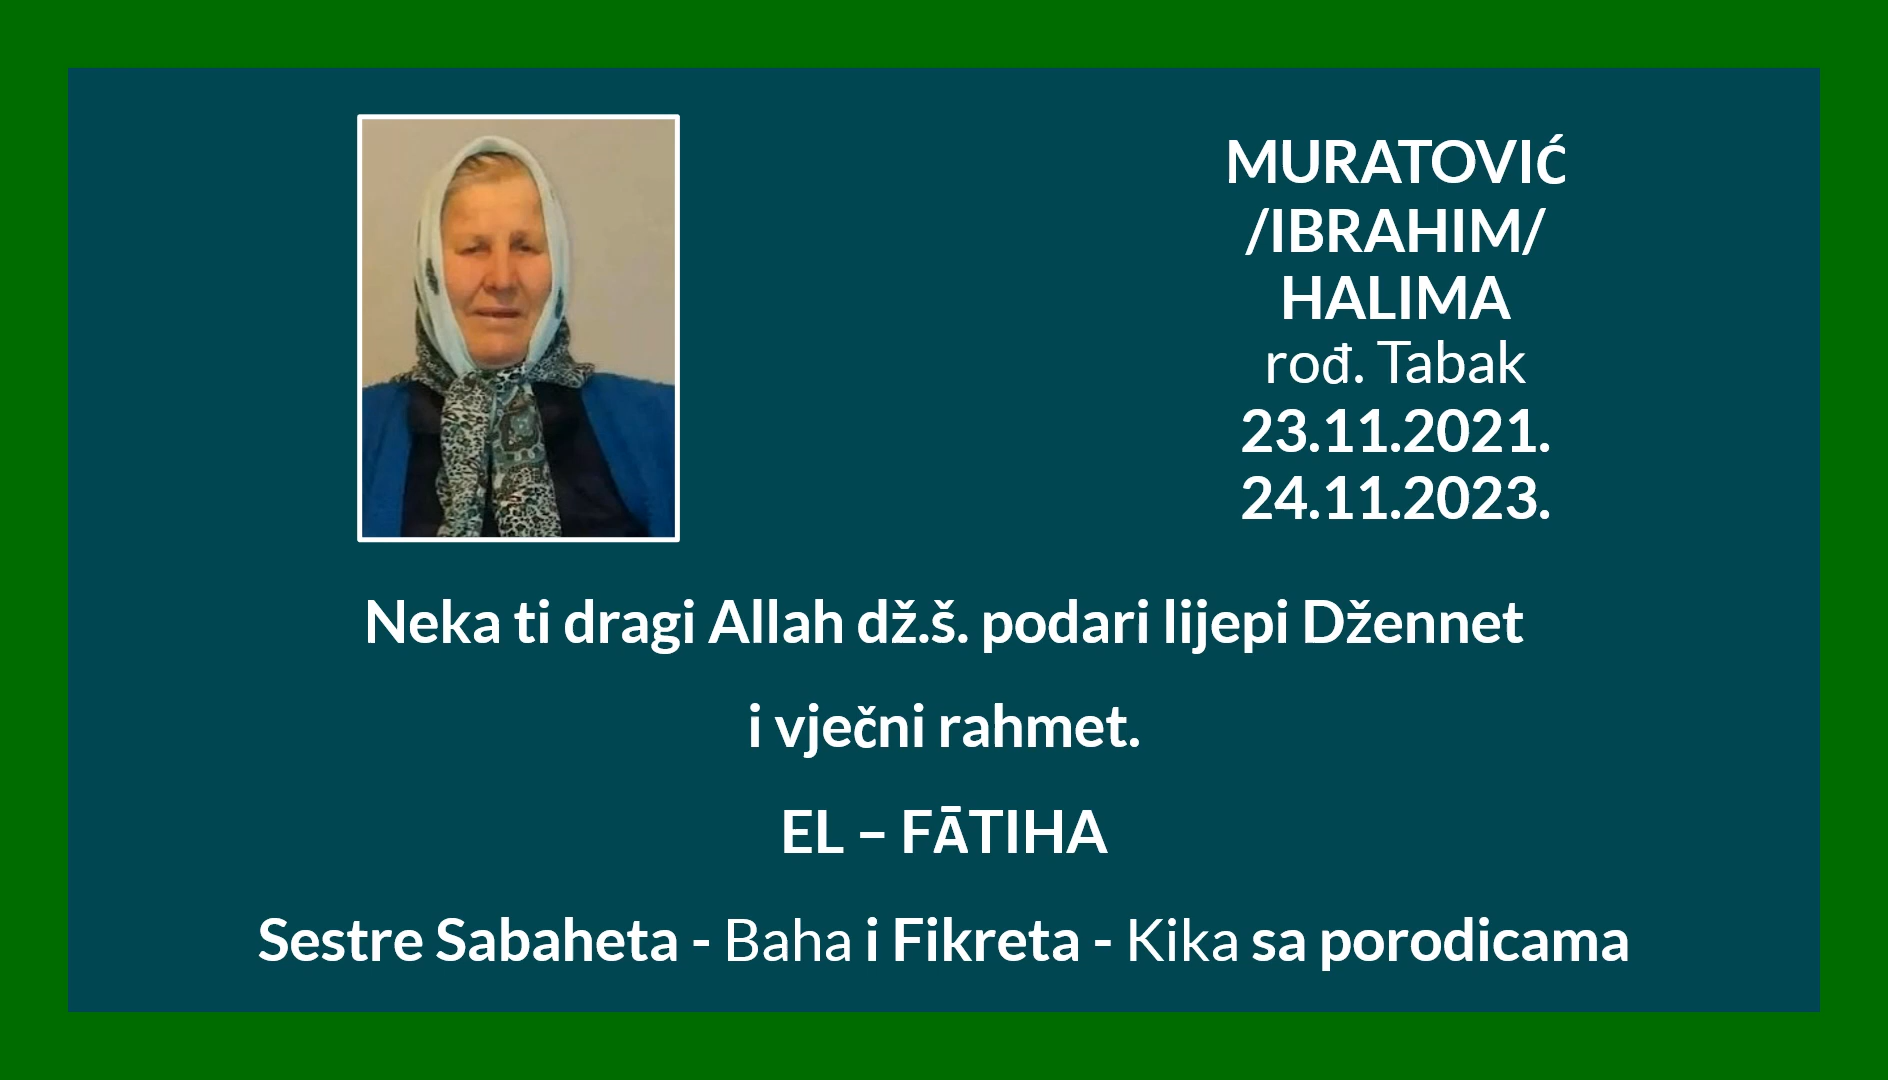 MURATOVIĆ
/IBRAHIM/
HALIMA
rođ. Tabak
23.11.2021.
24.11.2023.
Neka ti dragi Allah dž.š. podari lijepi Džennet
i vječni rahmet.
EL – FĀTIHA
Sestre Sabaheta - Baha i Fikreta - Kika sa porodicama